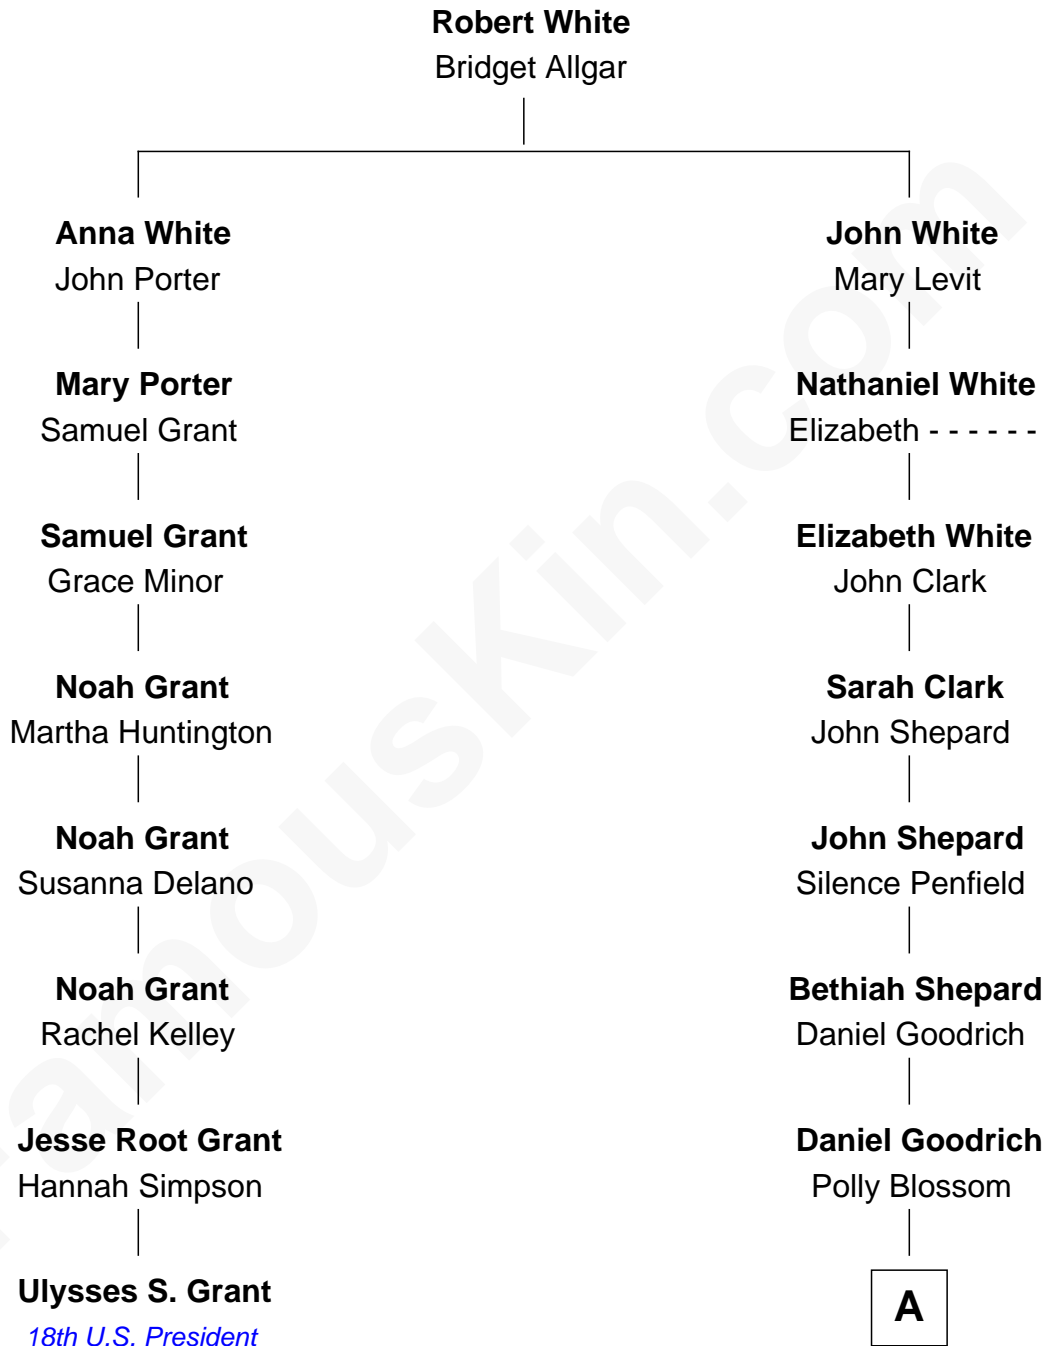 Robert White
Bridget Allgar
Anna White
John Porter
Mary Porter
Samuel Grant
Samuel Grant
Grace Minor
Noah Grant
Martha Huntington
Noah Grant
Susanna Delano
Noah Grant
Rachel Kelley
Jesse Root Grant
Hannah Simpson
Ulysses S. Grant
18th U.S. President
John White
Mary Levit
Nathaniel White
Elizabeth - - - - - -
Elizabeth White
John Clark
Sarah Clark
John Shepard
John Shepard
Silence Penfield
Bethiah Shepard
Daniel Goodrich
Daniel Goodrich
Polly Blossom
A
FamousKin.com